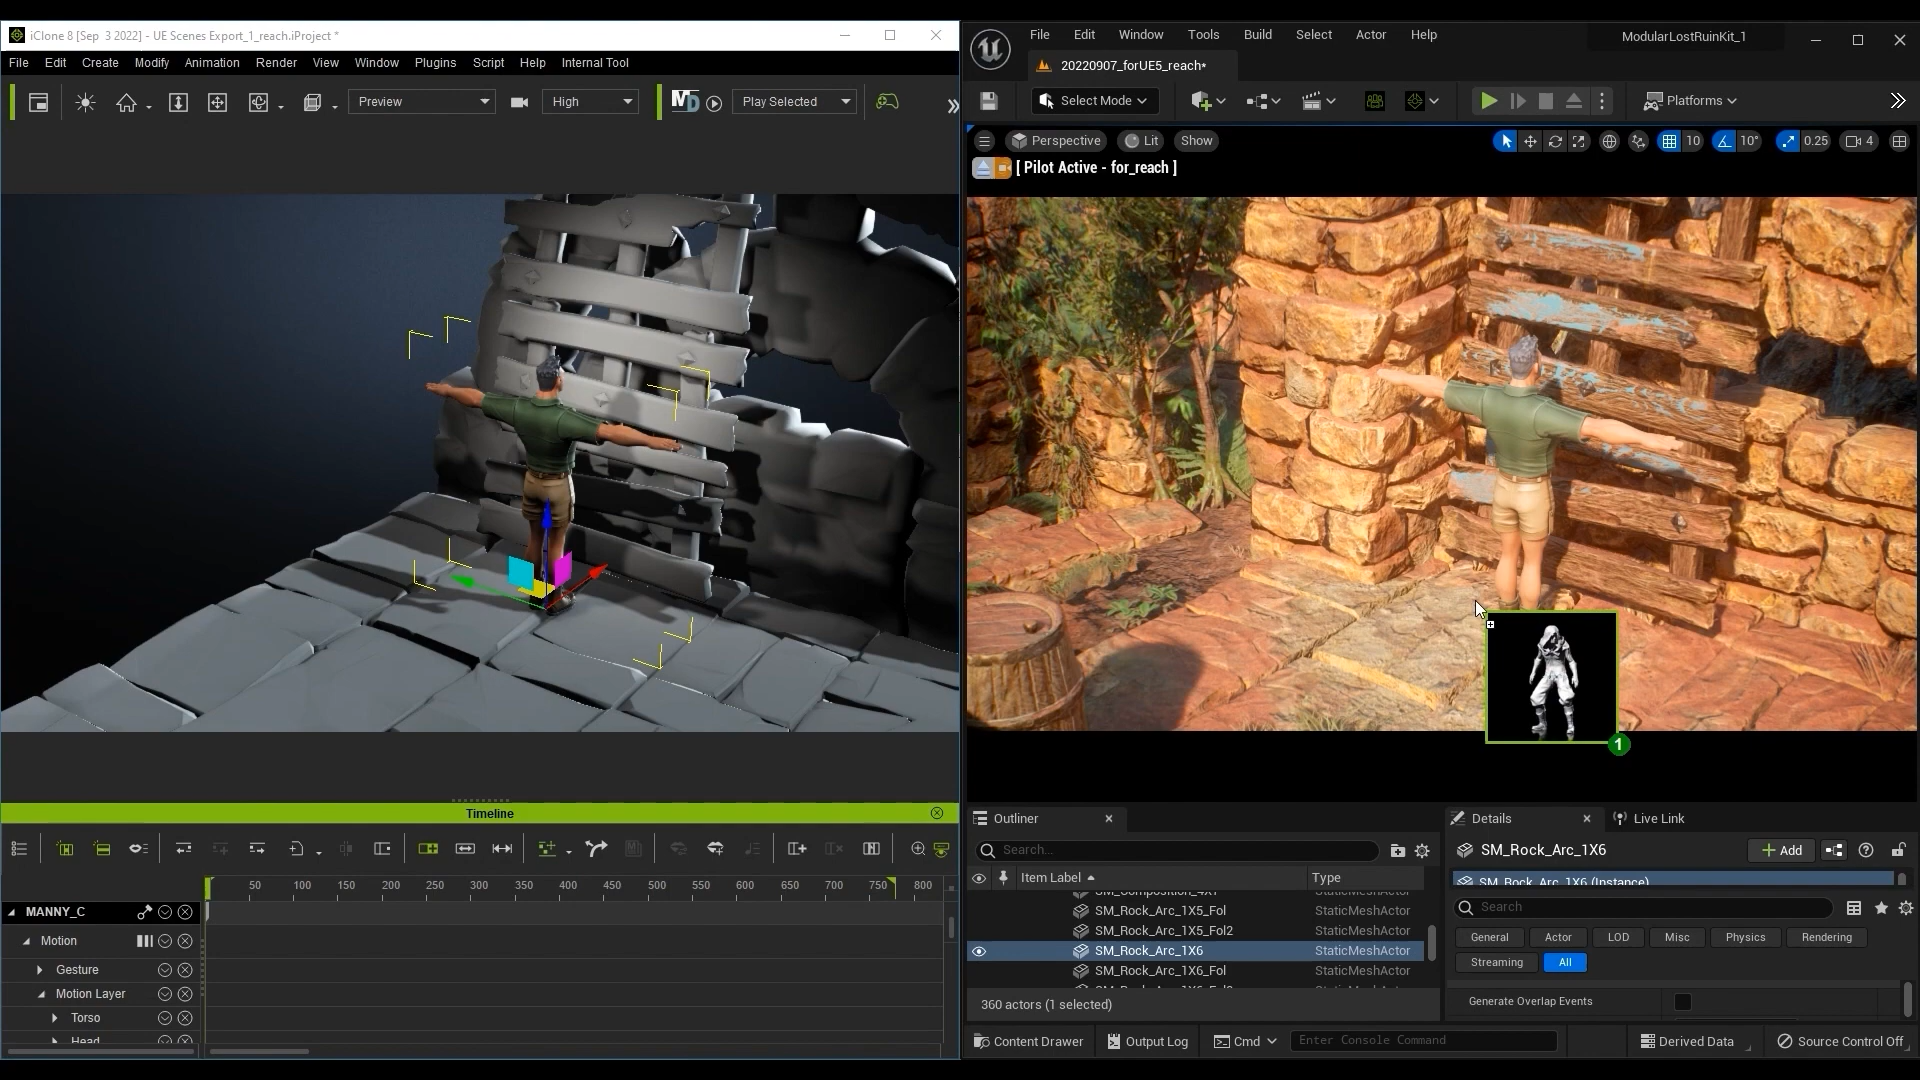 iClone 8 [Sep 3 2022] - UE Scenes Export_1_reach.iProject *
File Edit Create Modify Animation Render View Window Plugins Script Help Internal Tool
Preview High MD Play Selected
Timeline
50 100 150 200 250 300 350 400 450 500 550 600 650 700 750 800
MANNY_C
Motion
Gesture
Motion Layer
Torso
Head
File Edit Window Tools Build Select Actor Help ModularLostRuinKit_1
20220907_forUE5_reach*
Select Mode Platforms
Perspective Lit Show 10 10° 0.25 4
[ Pilot Active - for_reach ]
1
Outliner
Search...
Item Label Type
SM_Composition_4X1 StaticMeshActor
SM_Rock_Arc_1X5_Fol StaticMeshActor
SM_Rock_Arc_1X5_Fol2 StaticMeshActor
SM_Rock_Arc_1X6 StaticMeshActor
SM_Rock_Arc_1X6_Fol StaticMeshActor
360 actors (1 selected)
Details Live Link
SM_Rock_Arc_1X6 + Add
SM_Rock_Arc_1X6 (Instance)
Search
General Actor LOD Misc Physics Rendering
Streaming All
Generate Overlap Events
Content Drawer Output Log Cmd Enter Console Command Derived Data Source Control Off